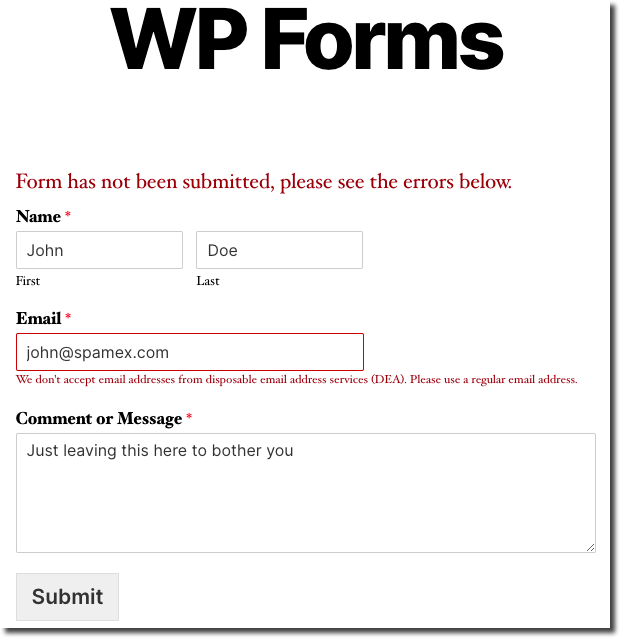 WP Forms
Form has not been submitted, please see the errors below.
Name *
John Doe
First Last
Email *
john@spamex.com
We don't accept email addresses from disposable email address services (DEA). Please use a regular email address.
Comment or Message *
Just leaving this here to bother you
Submit